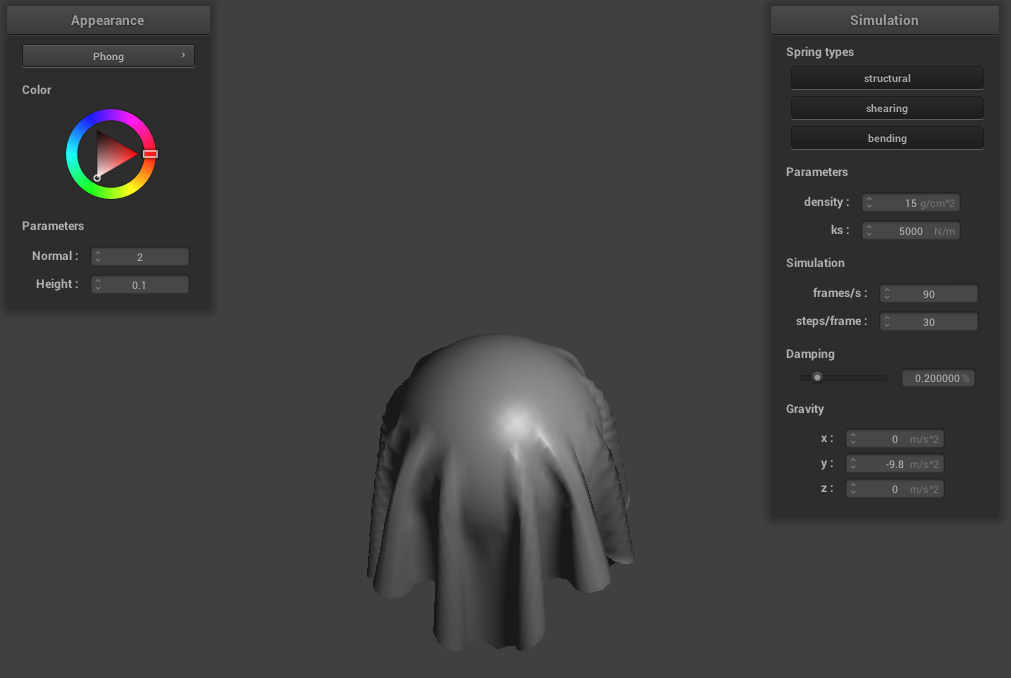 Appearance
Phong
Color
Parameters
Normal : 2
Height : 0.1
Simulation
Spring types
structural
shearing
bending
Parameters
density : 15 g/cm^2
ks : 5000 N/m
Simulation
frames/s : 90
steps/frame : 30
Damping
0.200000 %
Gravity
x : 0 m/s^2
y : -9.8 m/s^2
z : 0 m/s^2